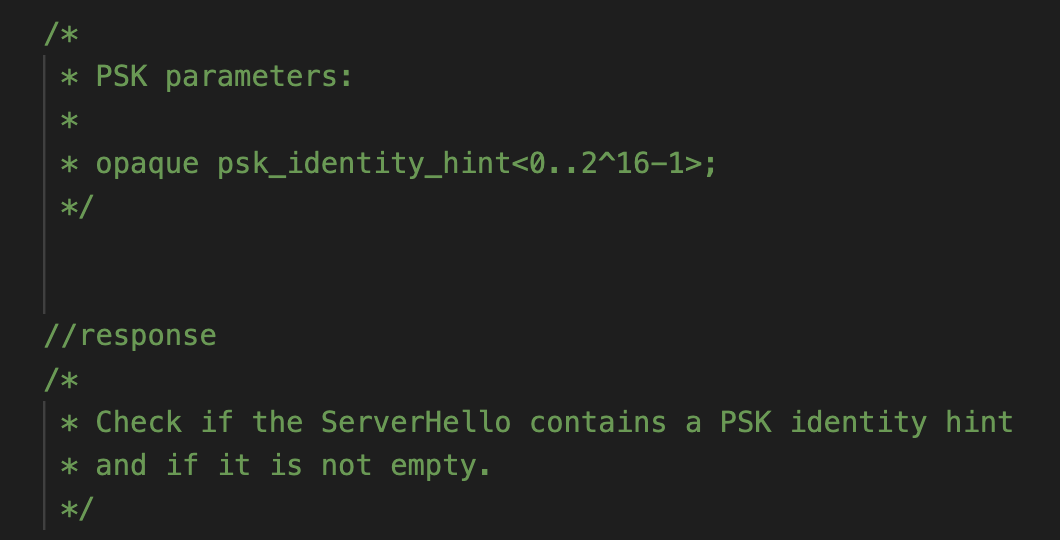 /*
* PSK parameters:
*
* opaque psk_identity_hint<0..2^16-1>;
*/
//response
/*
* Check if the ServerHello contains a PSK identity hint
* and if it is not empty.
*/